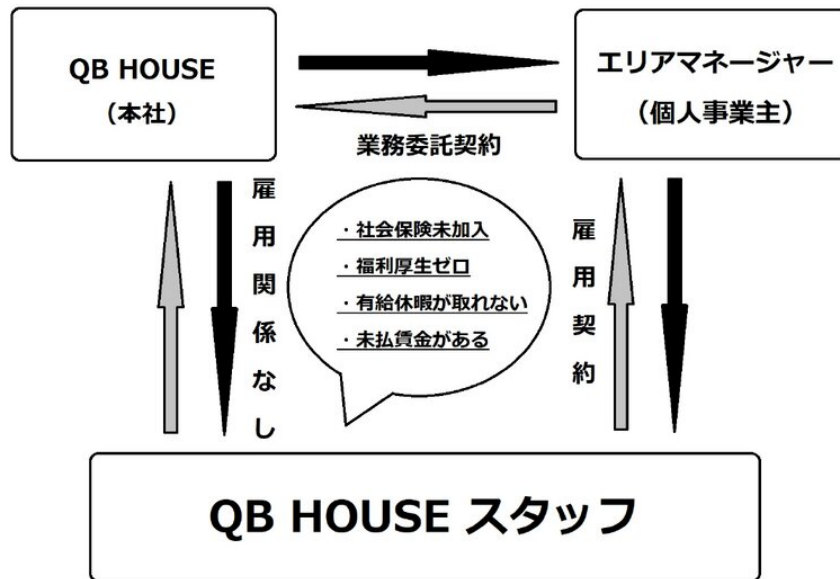 QB HOUSE
（本社）
エリアマネージャー
（個人事業主）
業務委託契約
雇用関係なし
・社会保険未加入
・福利厚生ゼロ
・有給休暇が取れない
・未払賃金がある
雇用契約
QB HOUSE スタッフ